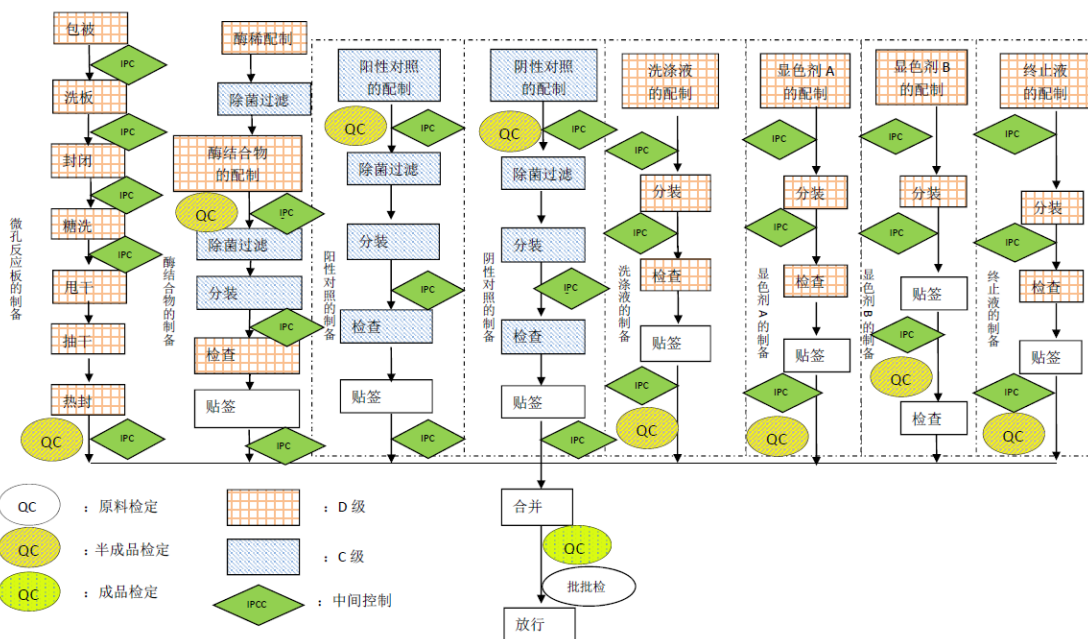 包被
IPC
洗板
IPC
封闭
IPC
糖洗
IPC
甩干
抽干
热封
QC
IPC
微孔反应板的制备
酶稀配制
除菌过滤
酶结合物
的配制
QC
IPC
除菌过滤
分装
IPC
检查
贴签
IPC
酶结合物的制备
阳性对照
的配制
QC
IPC
除菌过滤
分装
IPC
检查
贴签
IPC
阳性对照的制备
阴性对照
的配制
QC
IPC
除菌过滤
分装
IPC
检查
贴签
IPC
阴性对照的制备
洗涤液
的配制
IPC
分装
IPC
检查
贴签
IPC
QC
洗涤液的制备
显色剂 A
的配制
IPC
分装
IPC
检查
贴签
IPC
QC
显色剂 A 的制备
显色剂 B
的配制
IPC
分装
IPC
贴签
IPC
QC
检查
显色剂 B 的制备
终止液
的配制
IPC
分装
IPC
检查
贴签
IPC
QC
终止液的制备
合并
QC
批批检
放行
QC ：原料检定
QC ：半成品检定
QC ：成品检定
：D 级
：C 级
IPCC ：中间控制